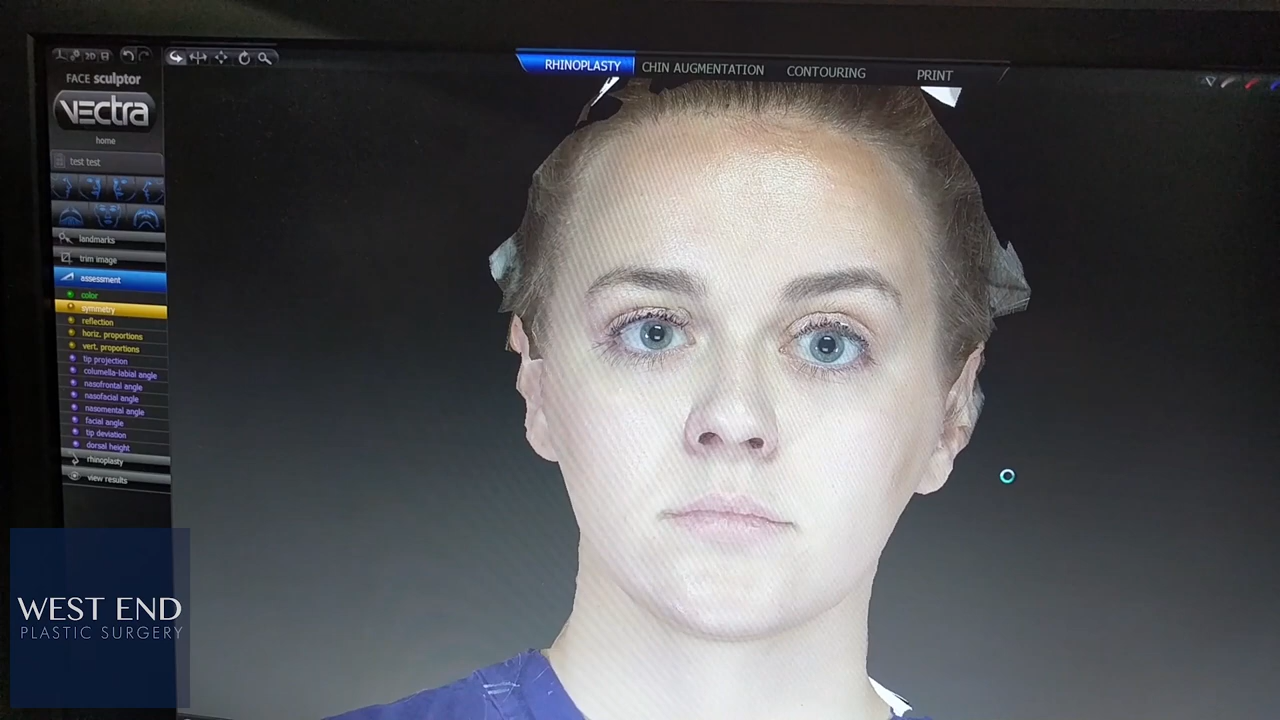 2D
FACE sculptor
vectra
home
test test
landmarks
trim image
assessment
color
symmetry
reflection
horiz. proportions
vert. proportions
tip projection
columella-labial angle
nasofrontal angle
nasofacial angle
nasomental angle
facial angle
tip deviation
dorsal height
rhinoplasty
view results
RHINOPLASTY
CHIN AUGMENTATION
CONTOURING
PRINT
WEST END
PLASTIC SURGERY